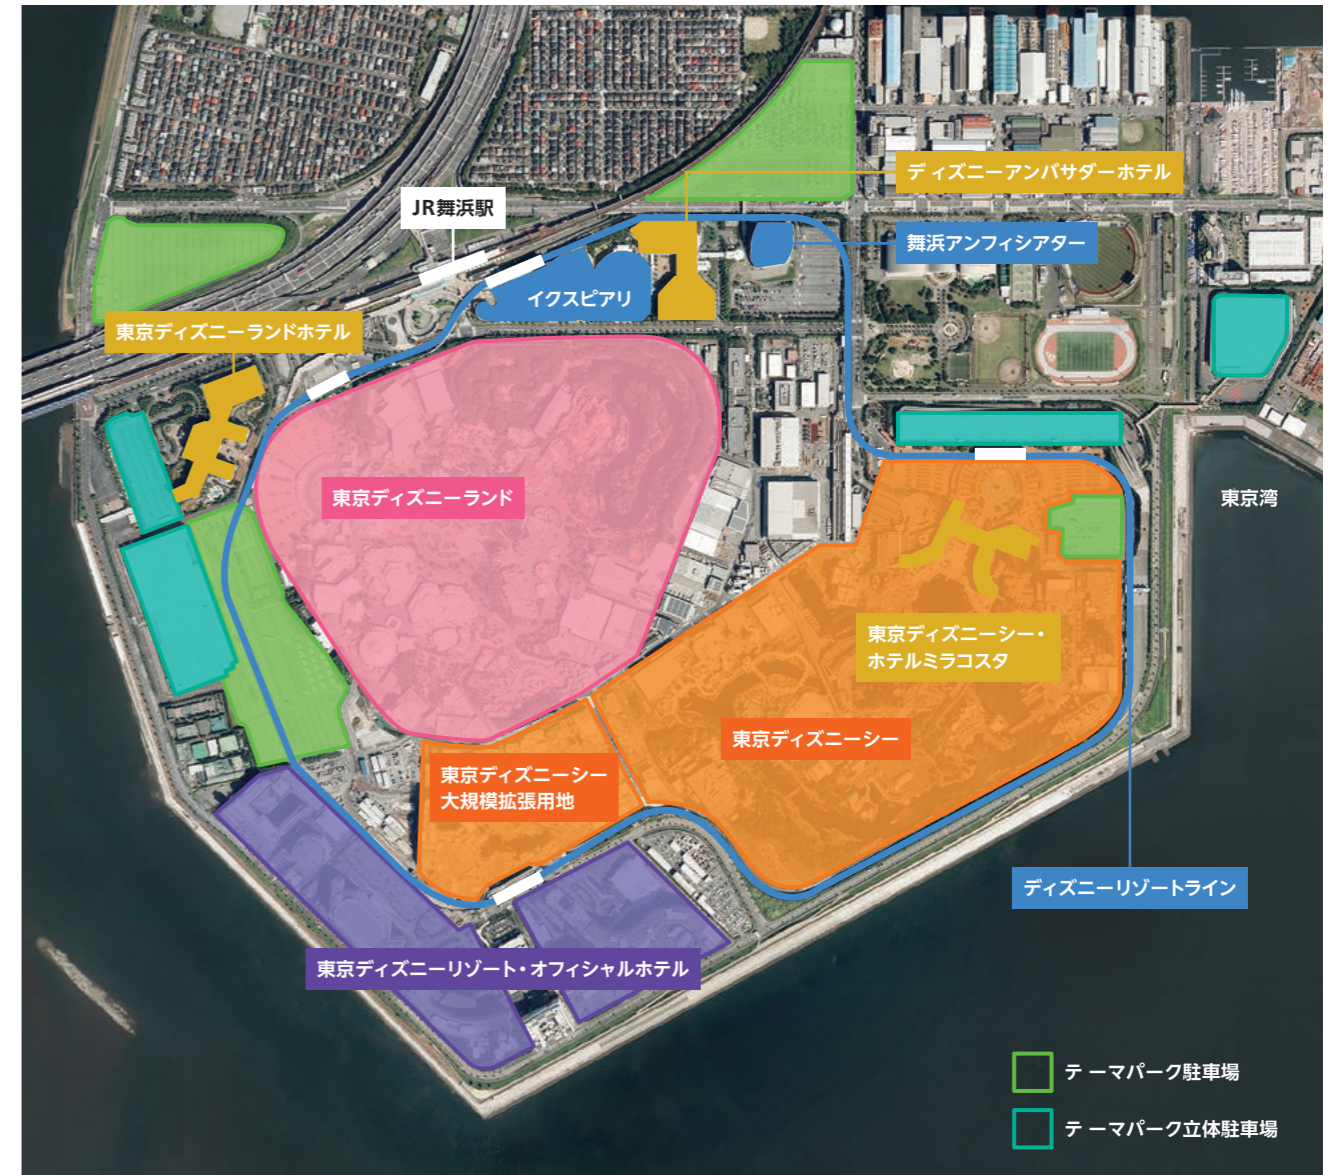 ディズニーアンバサダーホテル
JR舞浜駅
舞浜アンフィシアター
イクスピアリ
東京ディズニーランドホテル
東京ディズニーランド
東京湾
東京ディズニーシー・
ホテルミラコスタ
東京ディズニーシー
東京ディズニーシー
大規模拡張用地
ディズニーリゾートライン
東京ディズニーリゾート・オフィシャルホテル
テーマパーク駐車場
テーマパーク立体駐車場